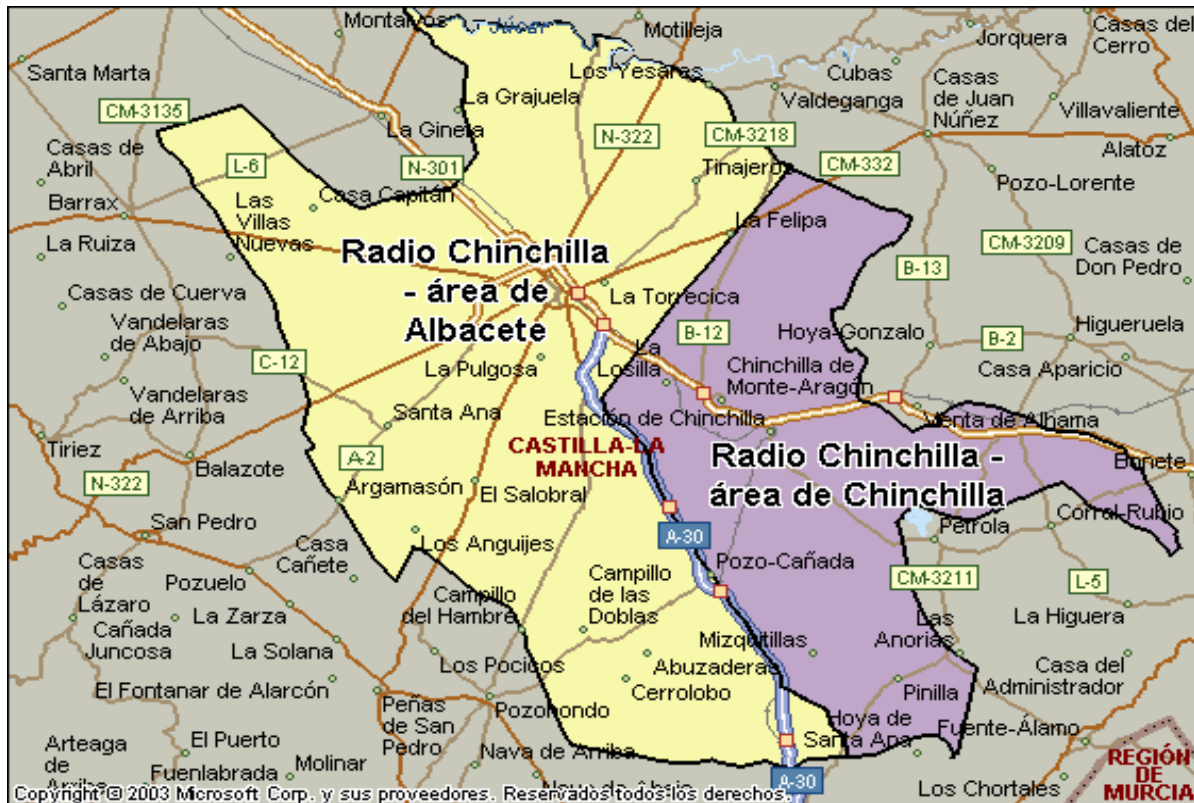 Montalvos
Júcar
Motilleja
Casas del
Cerro
Jorquera
Santa Marta
Los Yesares
Cubas
Casas
de Juan
Núñez
Valdeganga
Villavaliente
CM-3135
La Grajuela
La Gineta
N-322
CM-3218
Alatoz
Casas de
Abril
L-6
N-301
Tinajeros
CM-332
Pozo-Lorente
Barrax
Las
Villas
Nuevas
Casa Capitán
La Felipa
La Ruiza
CM-3209
Casas de
Don Pedro
Radio Chinchilla
- área de
Albacete
B-13
Casas de Cuerva
La Torrecica
Vandelaras
de Abajo
B-12
Hoya-Gonzalo
B-2
Higueruela
C-12
La Pulgosa
La
Losilla
Chinchilla de
Monte-Aragón
Casa Aparicio
Vandelaras
de Arriba
Santa Ana
Estación de Chinchilla
Venta de Alhama
Tiriez
Balazote
A-2
CASTILLA-LA
MANCHA
Radio Chinchilla -
área de Chinchilla
Bonete
N-322
Argamasón
El Salobral
San Pedro
A-30
Pétrola
Corral-Rubio
Los Anguijes
Casa
Cañete
Pozo-Cañada
CM-3211
L-5
Casas
de
Lázaro
Pozuelo
Campillo
de las
Doblas
Campillo
del Hambre
La Zarza
La Higuera
Cañada
Juncosa
La Solana
Mizquitillas
Las
Anorias
Los Pocicos
Abuzaderas
Casa del
Administrador
El Fontanar de Alarcón
Cerrolobo
Pinilla
Peñas
de San
Pedro
Pozohondo
Hoya de
Santa Ana
Fuente-Álamo
El Puerto
Nava de Arriba
Arteaga
de
Arriba
Fuenlabrada
Molinar
Nava de Abajo
A-30
Los Chortales
REGIÓN
DE
MURCIA
Copyright © 2003 Microsoft Corp. y sus proveedores. Reservados todos los derechos.